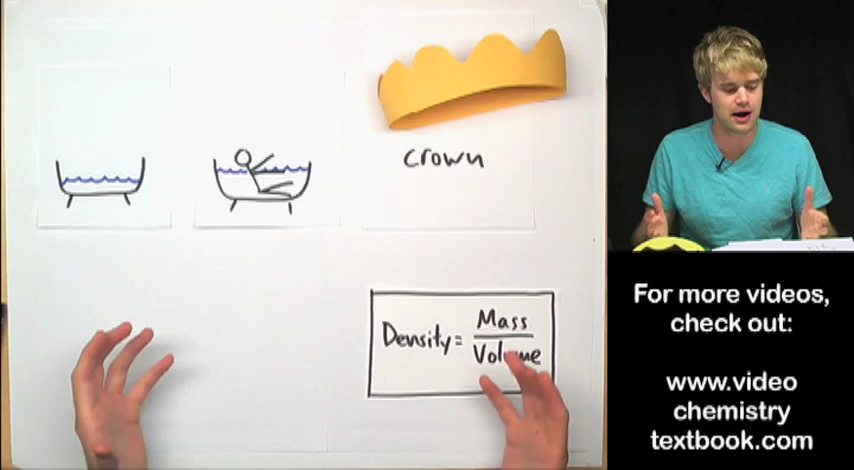 crown
Density = Mass
Volume
For more videos,
check out:
www.video
chemistry
textbook.com